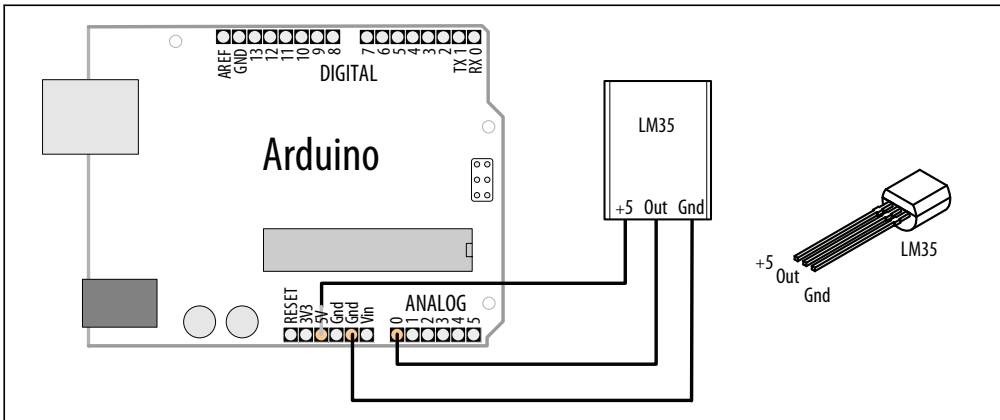 AREF
GND
13
12
11
10
9
8
7
6
5
4
3
2
TX 1
RX 0
DIGITAL
Arduino
LM35
+5 Out Gnd
RESET
3V3
5V
Gnd
Gnd
Vin
ANALOG
0
1
2
3
4
5
+5
Out
Gnd
LM35